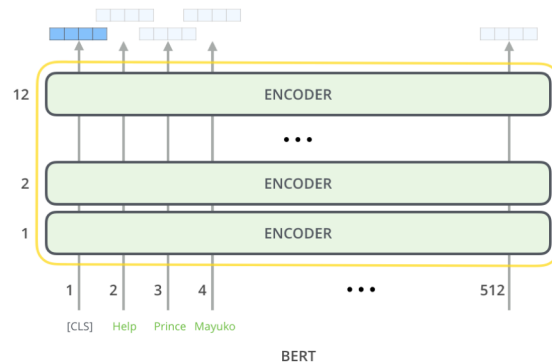 12 ENCODER
• • •
2 ENCODER
1 ENCODER
1 2 3 4 • • • 512
[CLS] Help Prince Mayuko
BERT